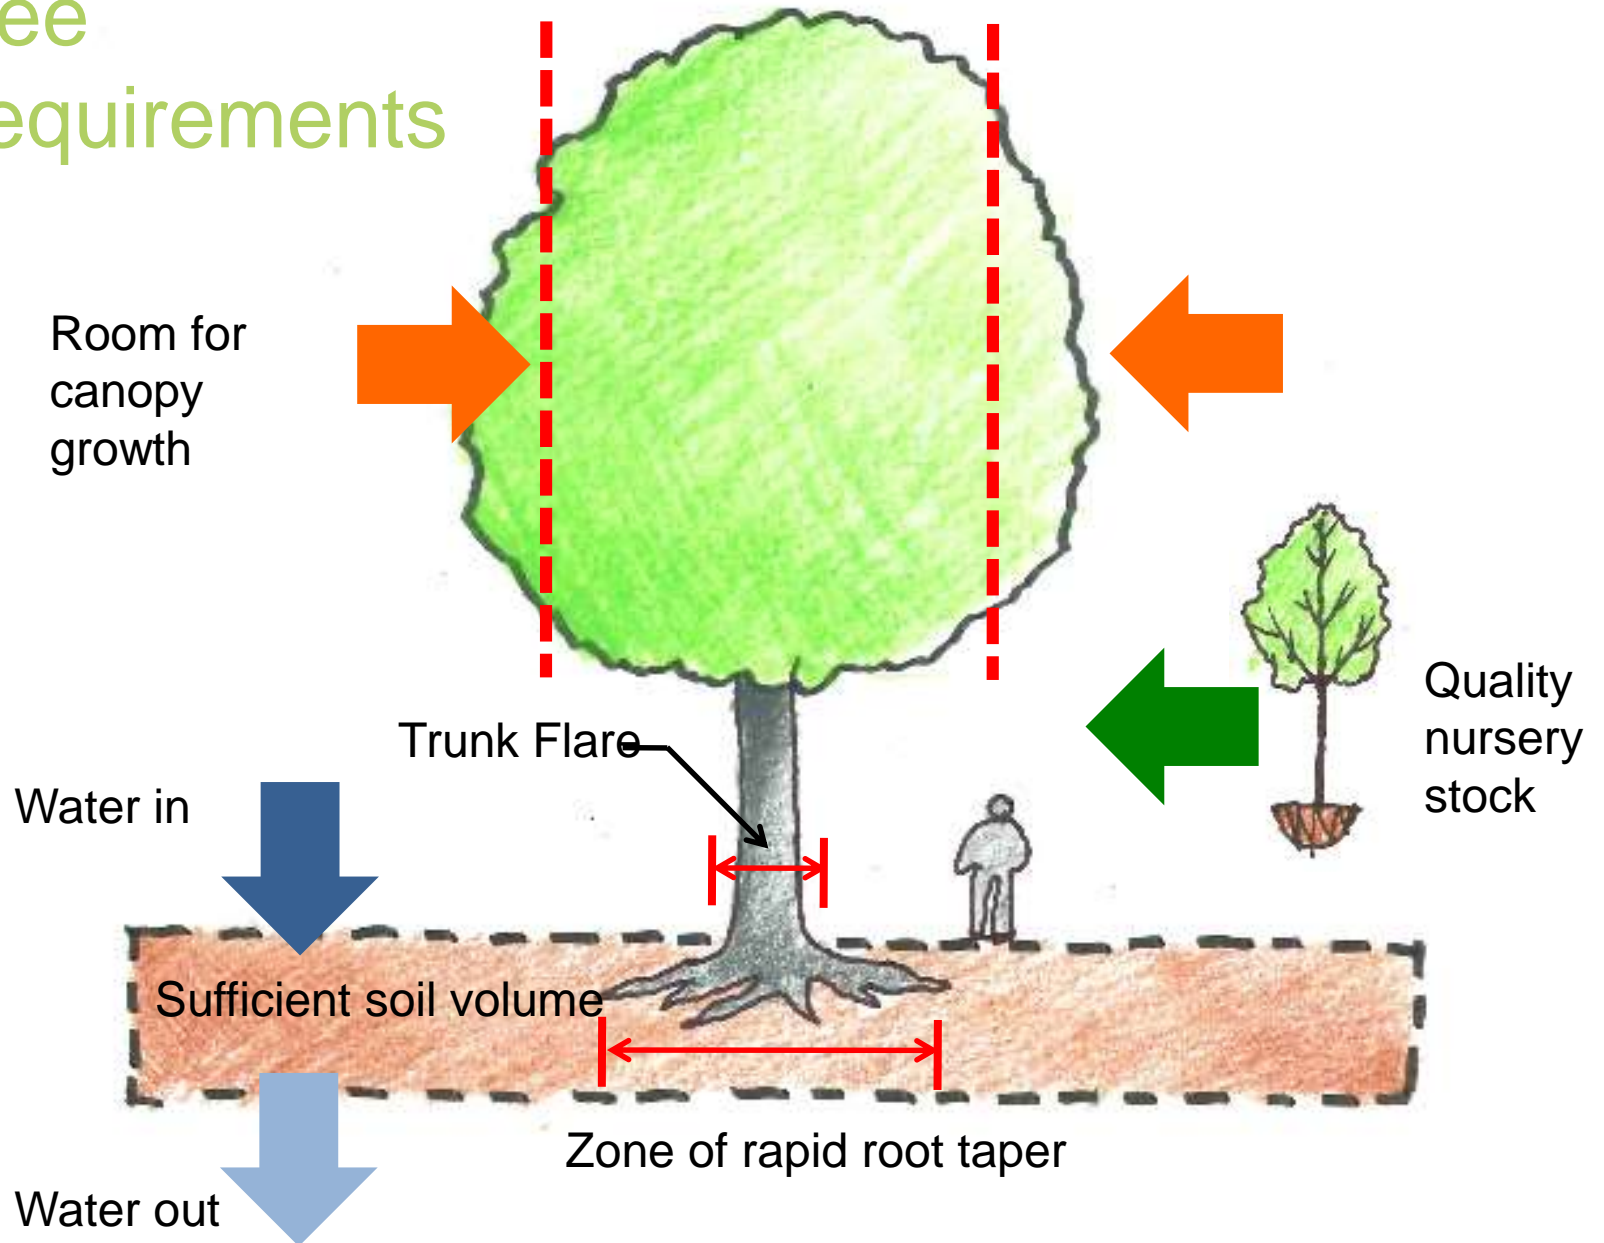 ee
equirements
Room for
canopy
growth
Quality
nursery
stock
Trunk Flare
Water in
Sufficient soil volume
Zone of rapid root taper
Water out